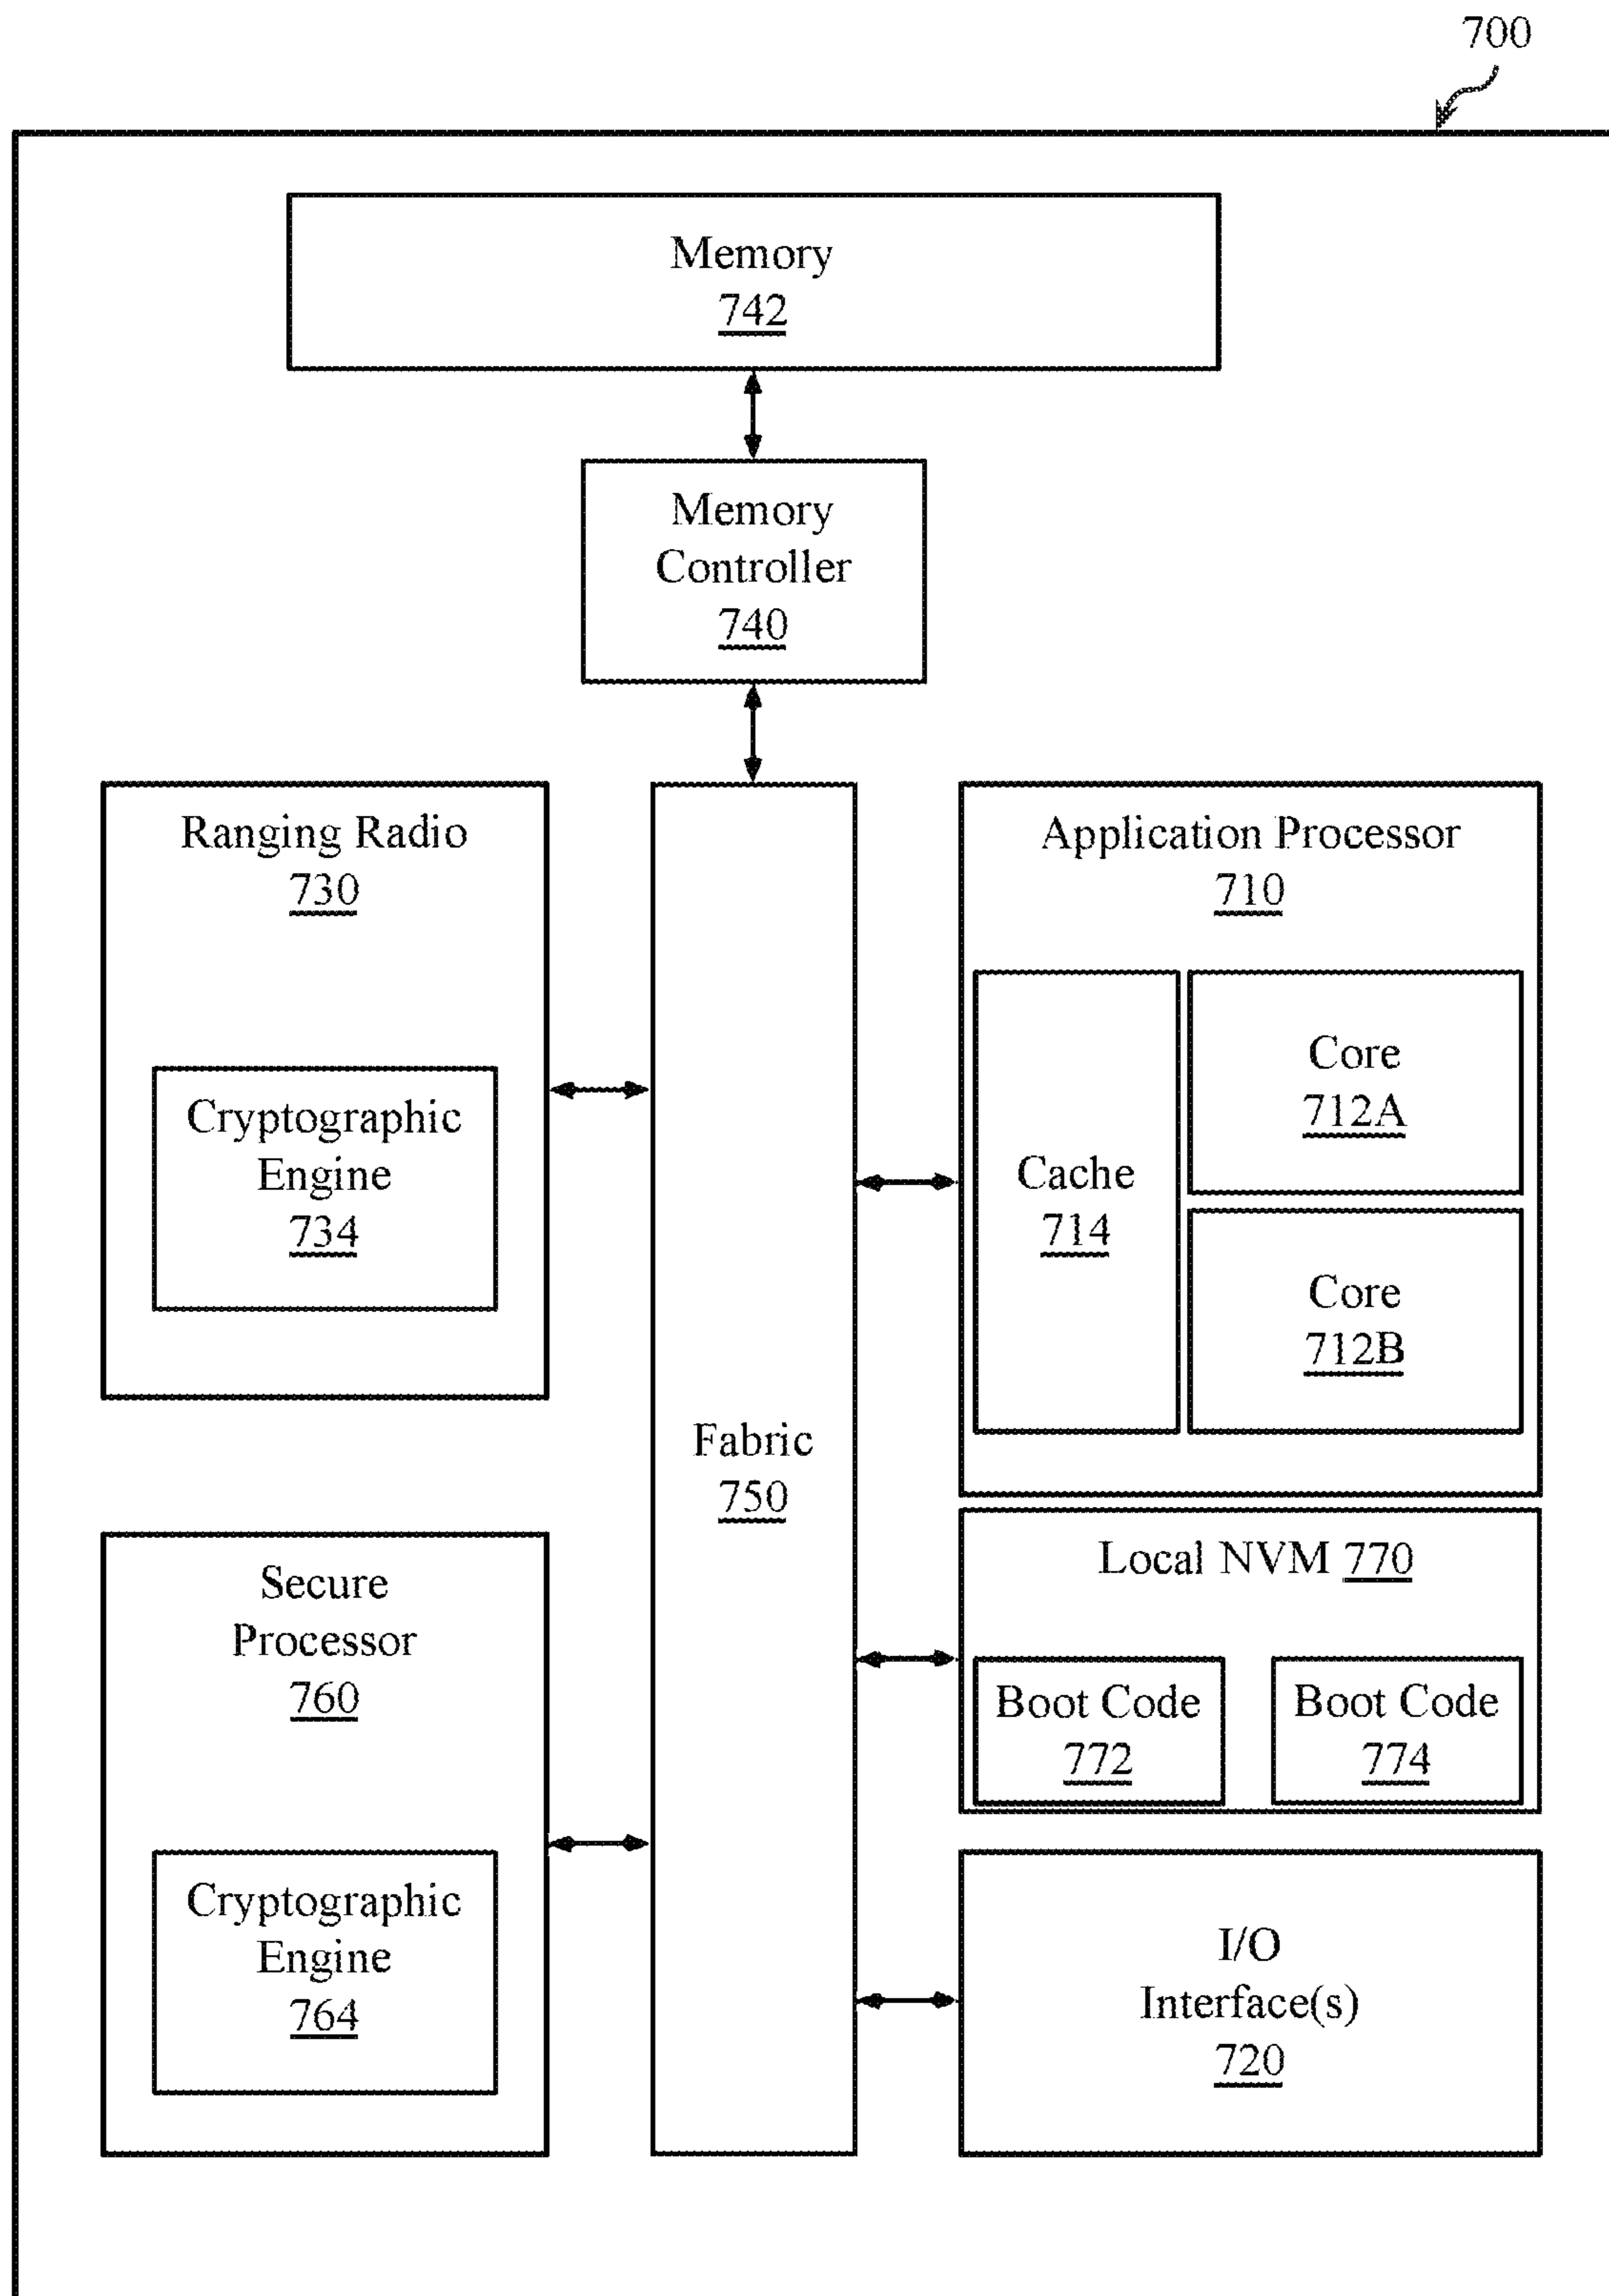 700
Memory
742
Memory
Controller
740
Ranging Radio
730
Cryptographic
Engine
734
Secure
Processor
760
Cryptographic
Engine
764
Fabric
750
Application Processor
710
Cache
714
Core
712A
Core
712B
Local NVM 770
Boot Code
772
Boot Code
774
I/O
Interface(s)
720